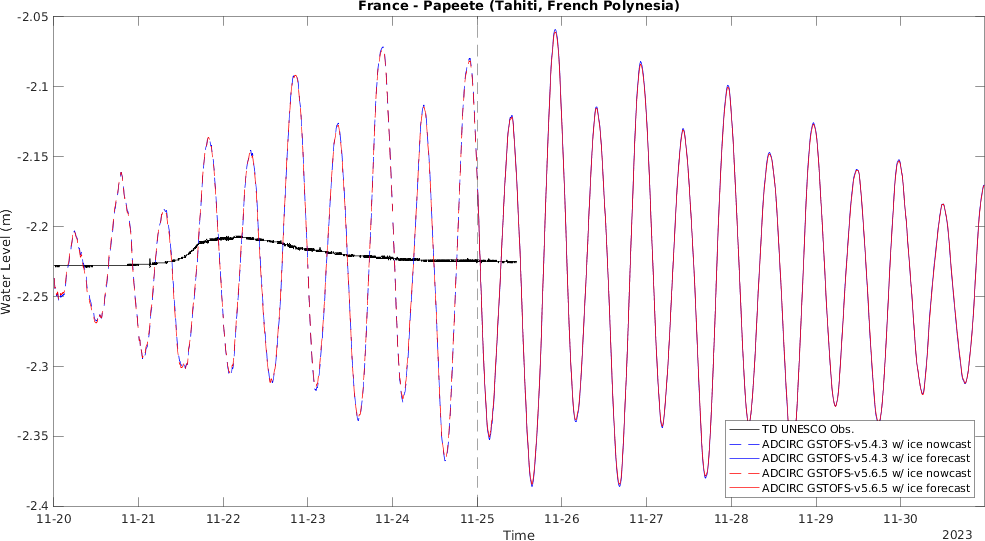 France - Papeete (Tahiti, French Polynesia)
-2.05
-2.1
-2.15
-2.2
-2.25
-2.3
-2.35
-2.4
Water Level (m)
TD UNESCO Obs.
ADCIRC GSTOFS-v5.4.3 w/ ice nowcast
ADCIRC GSTOFS-v5.4.3 w/ ice forecast
ADCIRC GSTOFS-v5.6.5 w/ ice nowcast
ADCIRC GSTOFS-v5.6.5 w/ ice forecast
11-20 11-21 11-22 11-23 11-24 11-25 11-26 11-27 11-28 11-29 11-30
Time
2023